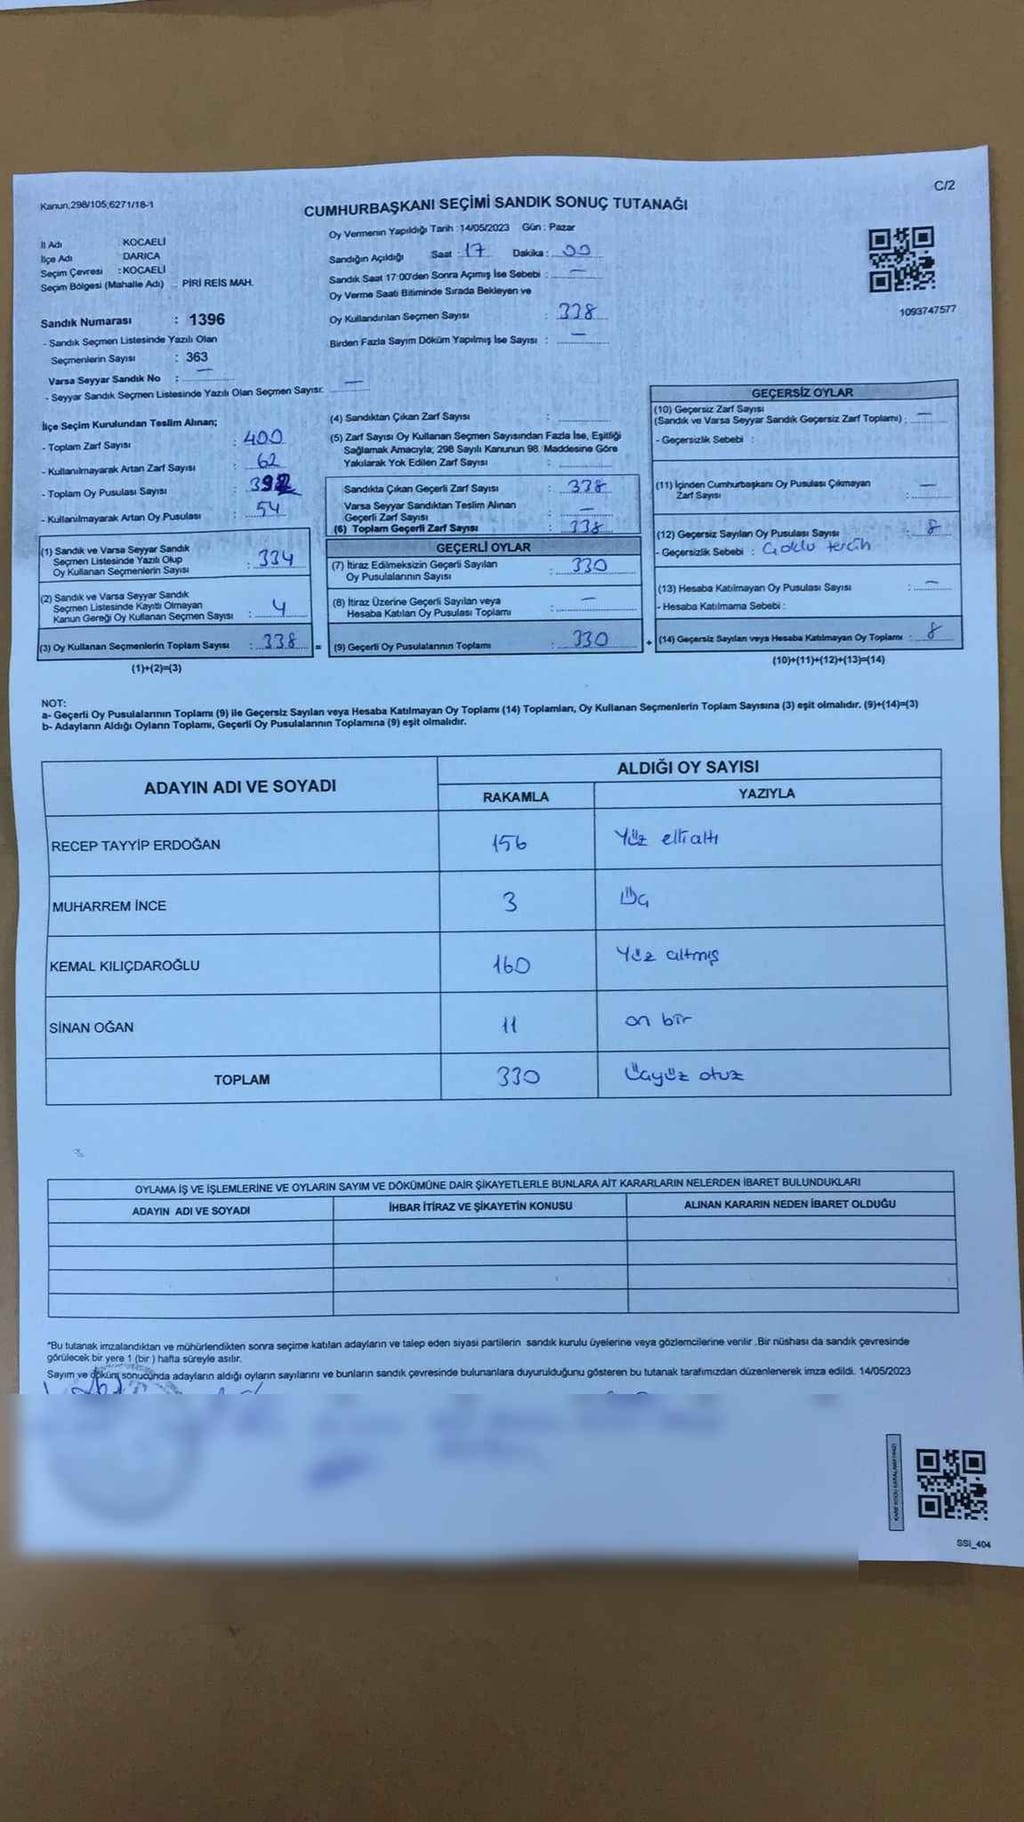 C/2
Kanun,298/105,6271/18-1
CUMHURBAŞKANI SEÇİMİ SANDIK SONUÇ TUTANAĞI
İl Adı KOCAELİ
İlçe Adı DARICA
Seçim Çevresi : KOCAELİ
Seçim Bölgesi (Mahalle Adı) : PİRİ REİS MAH.
Sandık Numarası : 1396
- Sandık Seçmen Listesinde Yazılı Olan
Seçmenlerin Sayısı : 363
Varsa Seyyar Sandık No : —
- Seyyar Sandık Seçmen Listesinde Yazılı Olan Seçmen Sayısı: —
Oy Vermenin Yapıldığı Tarih : 14/05/2023 Gün : Pazar
Sandığın Açıldığı Saat : 17 Dakika : 00
Sandık Saat 17:00'den Sonra Açımış İse Sebebi : —
Oy Verme Saati Bitiminde Sırada Bekleyen ve
Oy Kullandırılan Seçmen Sayısı : 338
Birden Fazla Sayım Döküm Yapılmış İse Sayısı : —
1093747577
İlçe Seçim Kurulundan Teslim Alınan;
- Toplam Zarf Sayısı : 400
- Kullanılmayarak Artan Zarf Sayısı : 62
- Toplam Oy Pusulası Sayısı : 392
- Kullanılmayarak Artan Oy Pusulası : 54
(1) Sandık ve Varsa Seyyar Sandık
Seçmen Listesinde Yazılı Olup
Oy Kullanan Seçmenlerin Sayısı : 334
(2) Sandık ve Varsa Seyyar Sandık
Seçmen Listesinde Kayıtlı Olmayan
Kanun Gereği Oy Kullanan Seçmen Sayısı : 4
(3) Oy Kullanan Seçmenlerin Toplam Sayısı : 338 =
(1)+(2)=(3)
(4) Sandıktan Çıkan Zarf Sayısı :
(5) Zarf Sayısı Oy Kullanan Seçmen Sayısından Fazla İse, Eşitliği
Sağlamak Amacıyla; 298 Sayılı Kanunun 98. Maddesine Göre
Yakılarak Yok Edilen Zarf Sayısı :
Sandıkta Çıkan Geçerli Zarf Sayısı : 338
Varsa Seyyar Sandıktan Teslim Alınan
Geçerli Zarf Sayısı : —
(6) Toplam Geçerli Zarf Sayısı : 338
GEÇERLİ OYLAR
(7) İtiraz Edilmeksizin Geçerli Sayılan
Oy Pusulalarının Sayısı : 330
(8) İtiraz Üzerine Geçerli Sayılan veya
Hesaba Katılan Oy Pusulası Toplamı : —
(9) Geçerli Oy Pusulalarının Toplamı : 330 +
GEÇERSİZ OYLAR
(10) Geçersiz Zarf Sayısı
(Sandık ve Varsa Seyyar Sandık Geçersiz Zarf Toplamı) : —
- Geçersizlik Sebebi :
(11) İçinden Cumhurbaşkanı Oy Pusulası Çıkmayan
Zarf Sayısı : —
(12) Geçersiz Sayılan Oy Pusulası Sayısı : 8
- Geçersizlik Sebebi : Çoklu tercih
(13) Hesaba Katılmayan Oy Pusulası Sayısı : —
- Hesaba Katılmama Sebebi :
(14) Geçersiz Sayılan veya Hesaba Katılmayan Oy Toplamı : 8
(10)+(11)+(12)+(13)=(14)
NOT:
a- Geçerli Oy Pusulalarının Toplamı (9) ile Geçersiz Sayılan veya Hesaba Katılmayan Oy Toplamı (14) Toplamları, Oy Kullanan Seçmenlerin Toplam Sayısına (3) eşit olmalıdır. (9)+(14)=(3)
b- Adayların Aldığı Oyların Toplamı, Geçerli Oy Pusulalarının Toplamına (9) eşit olmalıdır.
ADAYIN ADI VE SOYADI ALDIĞI OY SAYISI
RAKAMLA YAZIYLA
RECEP TAYYİP ERDOĞAN 156 Yüz elli altı
MUHARREM İNCE 3 Üç
KEMAL KILIÇDAROĞLU 160 Yüz altmış
SİNAN OĞAN 11 on bir
TOPLAM 330 Üçyüz otuz
OYLAMA İŞ VE İŞLEMLERİNE VE OYLARIN SAYIM VE DÖKÜMÜNE DAİR ŞİKAYETLERLE BUNLARA AİT KARARLARIN NELERDEN İBARET BULUNDUKLARI
ADAYIN ADI VE SOYADI İHBAR İTİRAZ VE ŞİKAYETİN KONUSU ALINAN KARARIN NEDEN İBARET OLDUĞU
*Bu tutanak imzalandıktan ve mühürlendikten sonra seçime katılan adayların ve talep eden siyasi partilerin sandık kurulu üyelerine veya gözlemcilerine verilir .Bir nüshası da sandık çevresinde
görülecek bir yere 1 (bir ) hafta süreyle asılır.
Sayım ve döküm sonucunda adayların aldığı oyların sayılarını ve bunların sandık çevresinde bulunanlara duyurulduğunu gösteren bu tutanak tarafımızdan düzenlenerek imza edildi. 14/05/2023
SSI_404